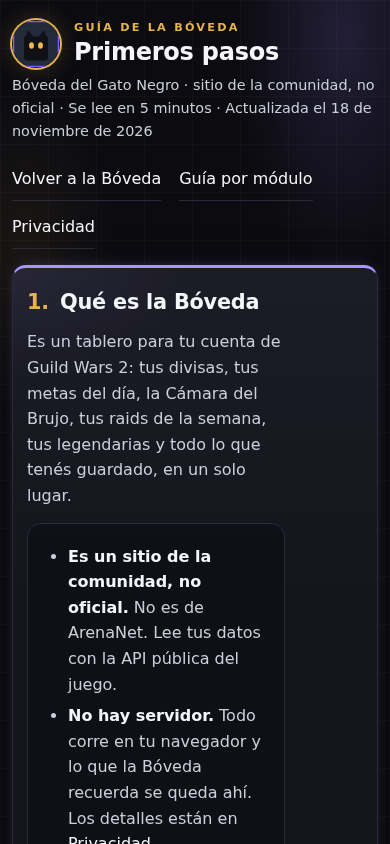 GUÍA DE LA BÓVEDA
Primeros pasos
Bóveda del Gato Negro · sitio de la comunidad, no
oficial · Se lee en 5 minutos · Actualizada el 18 de
noviembre de 2026
Volver a la Bóveda Guía por módulo
Privacidad
1. Qué es la Bóveda
Es un tablero para tu cuenta de
Guild Wars 2: tus divisas, tus
metas del día, la Cámara del
Brujo, tus raids de la semana,
tus legendarias y todo lo que
tenés guardado, en un solo
lugar.
• Es un sitio de la
comunidad, no
oficial. No es de
ArenaNet. Lee tus datos
con la API pública del
juego.
• No hay servidor. Todo
corre en tu navegador y
lo que la Bóveda
recuerda se queda ahí.
Los detalles están en
Privacidad